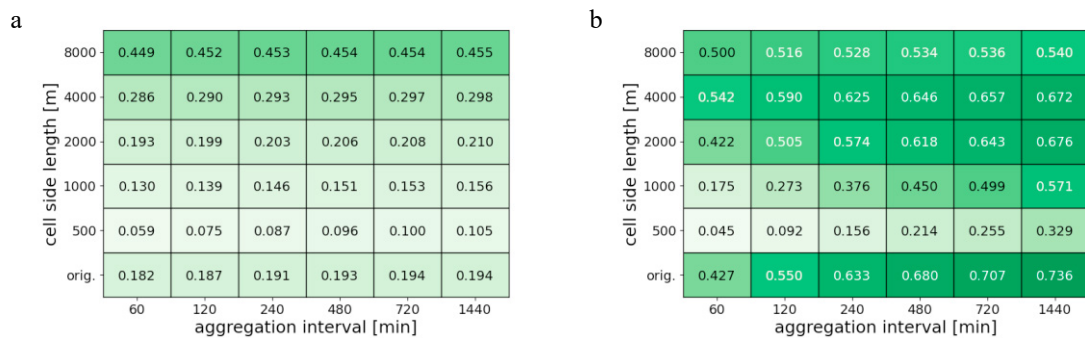 a
cell side length [m]
8000 0.449 0.452 0.453 0.454 0.454 0.455
4000 0.286 0.290 0.293 0.295 0.297 0.298
2000 0.193 0.199 0.203 0.206 0.208 0.210
1000 0.130 0.139 0.146 0.151 0.153 0.156
500 0.059 0.075 0.087 0.096 0.100 0.105
orig. 0.182 0.187 0.191 0.193 0.194 0.194
60 120 240 480 720 1440
aggregation interval [min]
b
cell side length [m]
8000 0.500 0.516 0.528 0.534 0.536 0.540
4000 0.542 0.590 0.625 0.646 0.657 0.672
2000 0.422 0.505 0.574 0.618 0.643 0.676
1000 0.175 0.273 0.376 0.450 0.499 0.571
500 0.045 0.092 0.156 0.214 0.255 0.329
orig. 0.427 0.550 0.633 0.680 0.707 0.736
60 120 240 480 720 1440
aggregation interval [min]